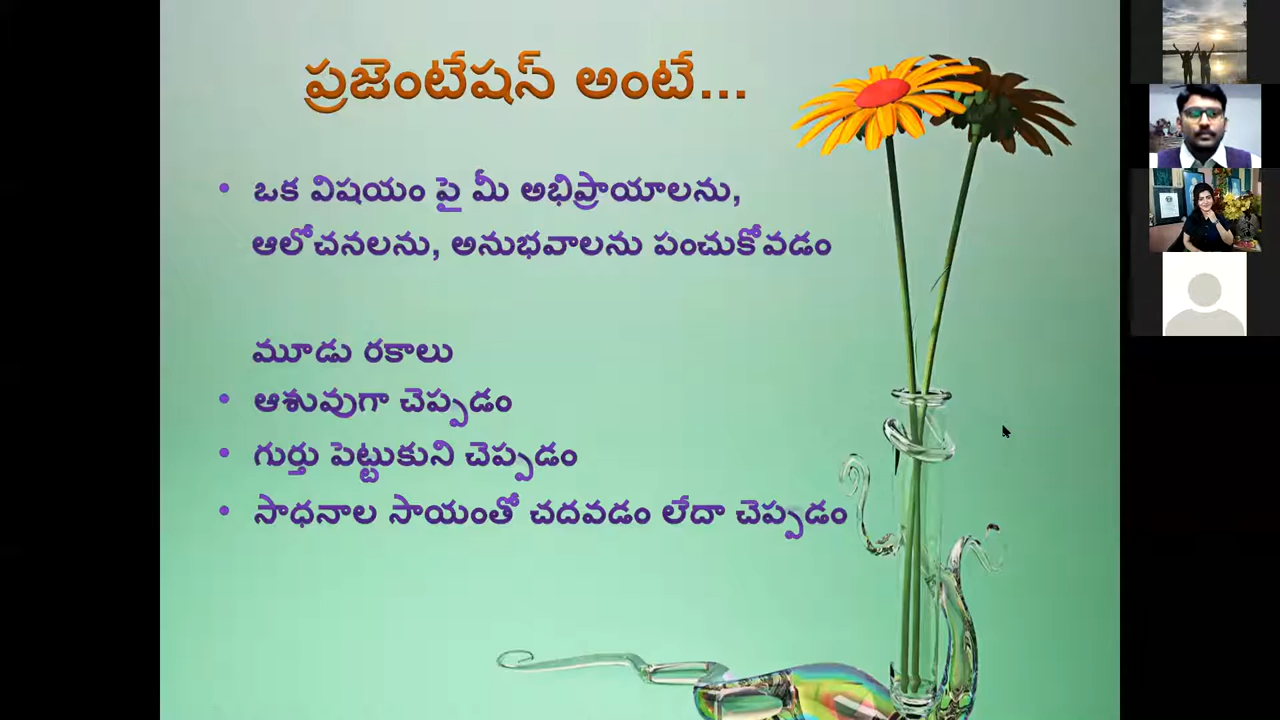 ప్రజెంటేషన్ అంటే...
• ఒక విషయం పై మీ అభిప్రాయాలను,
ఆలోచనలను, అనుభవాలను పంచుకోవడం
మూడు రకాలు
• ఆశువుగా చెప్పడం
• గుర్తు పెట్టుకుని చెప్పడం
• సాధనాల సాయంతో చదవడం లేదా చెప్పడం